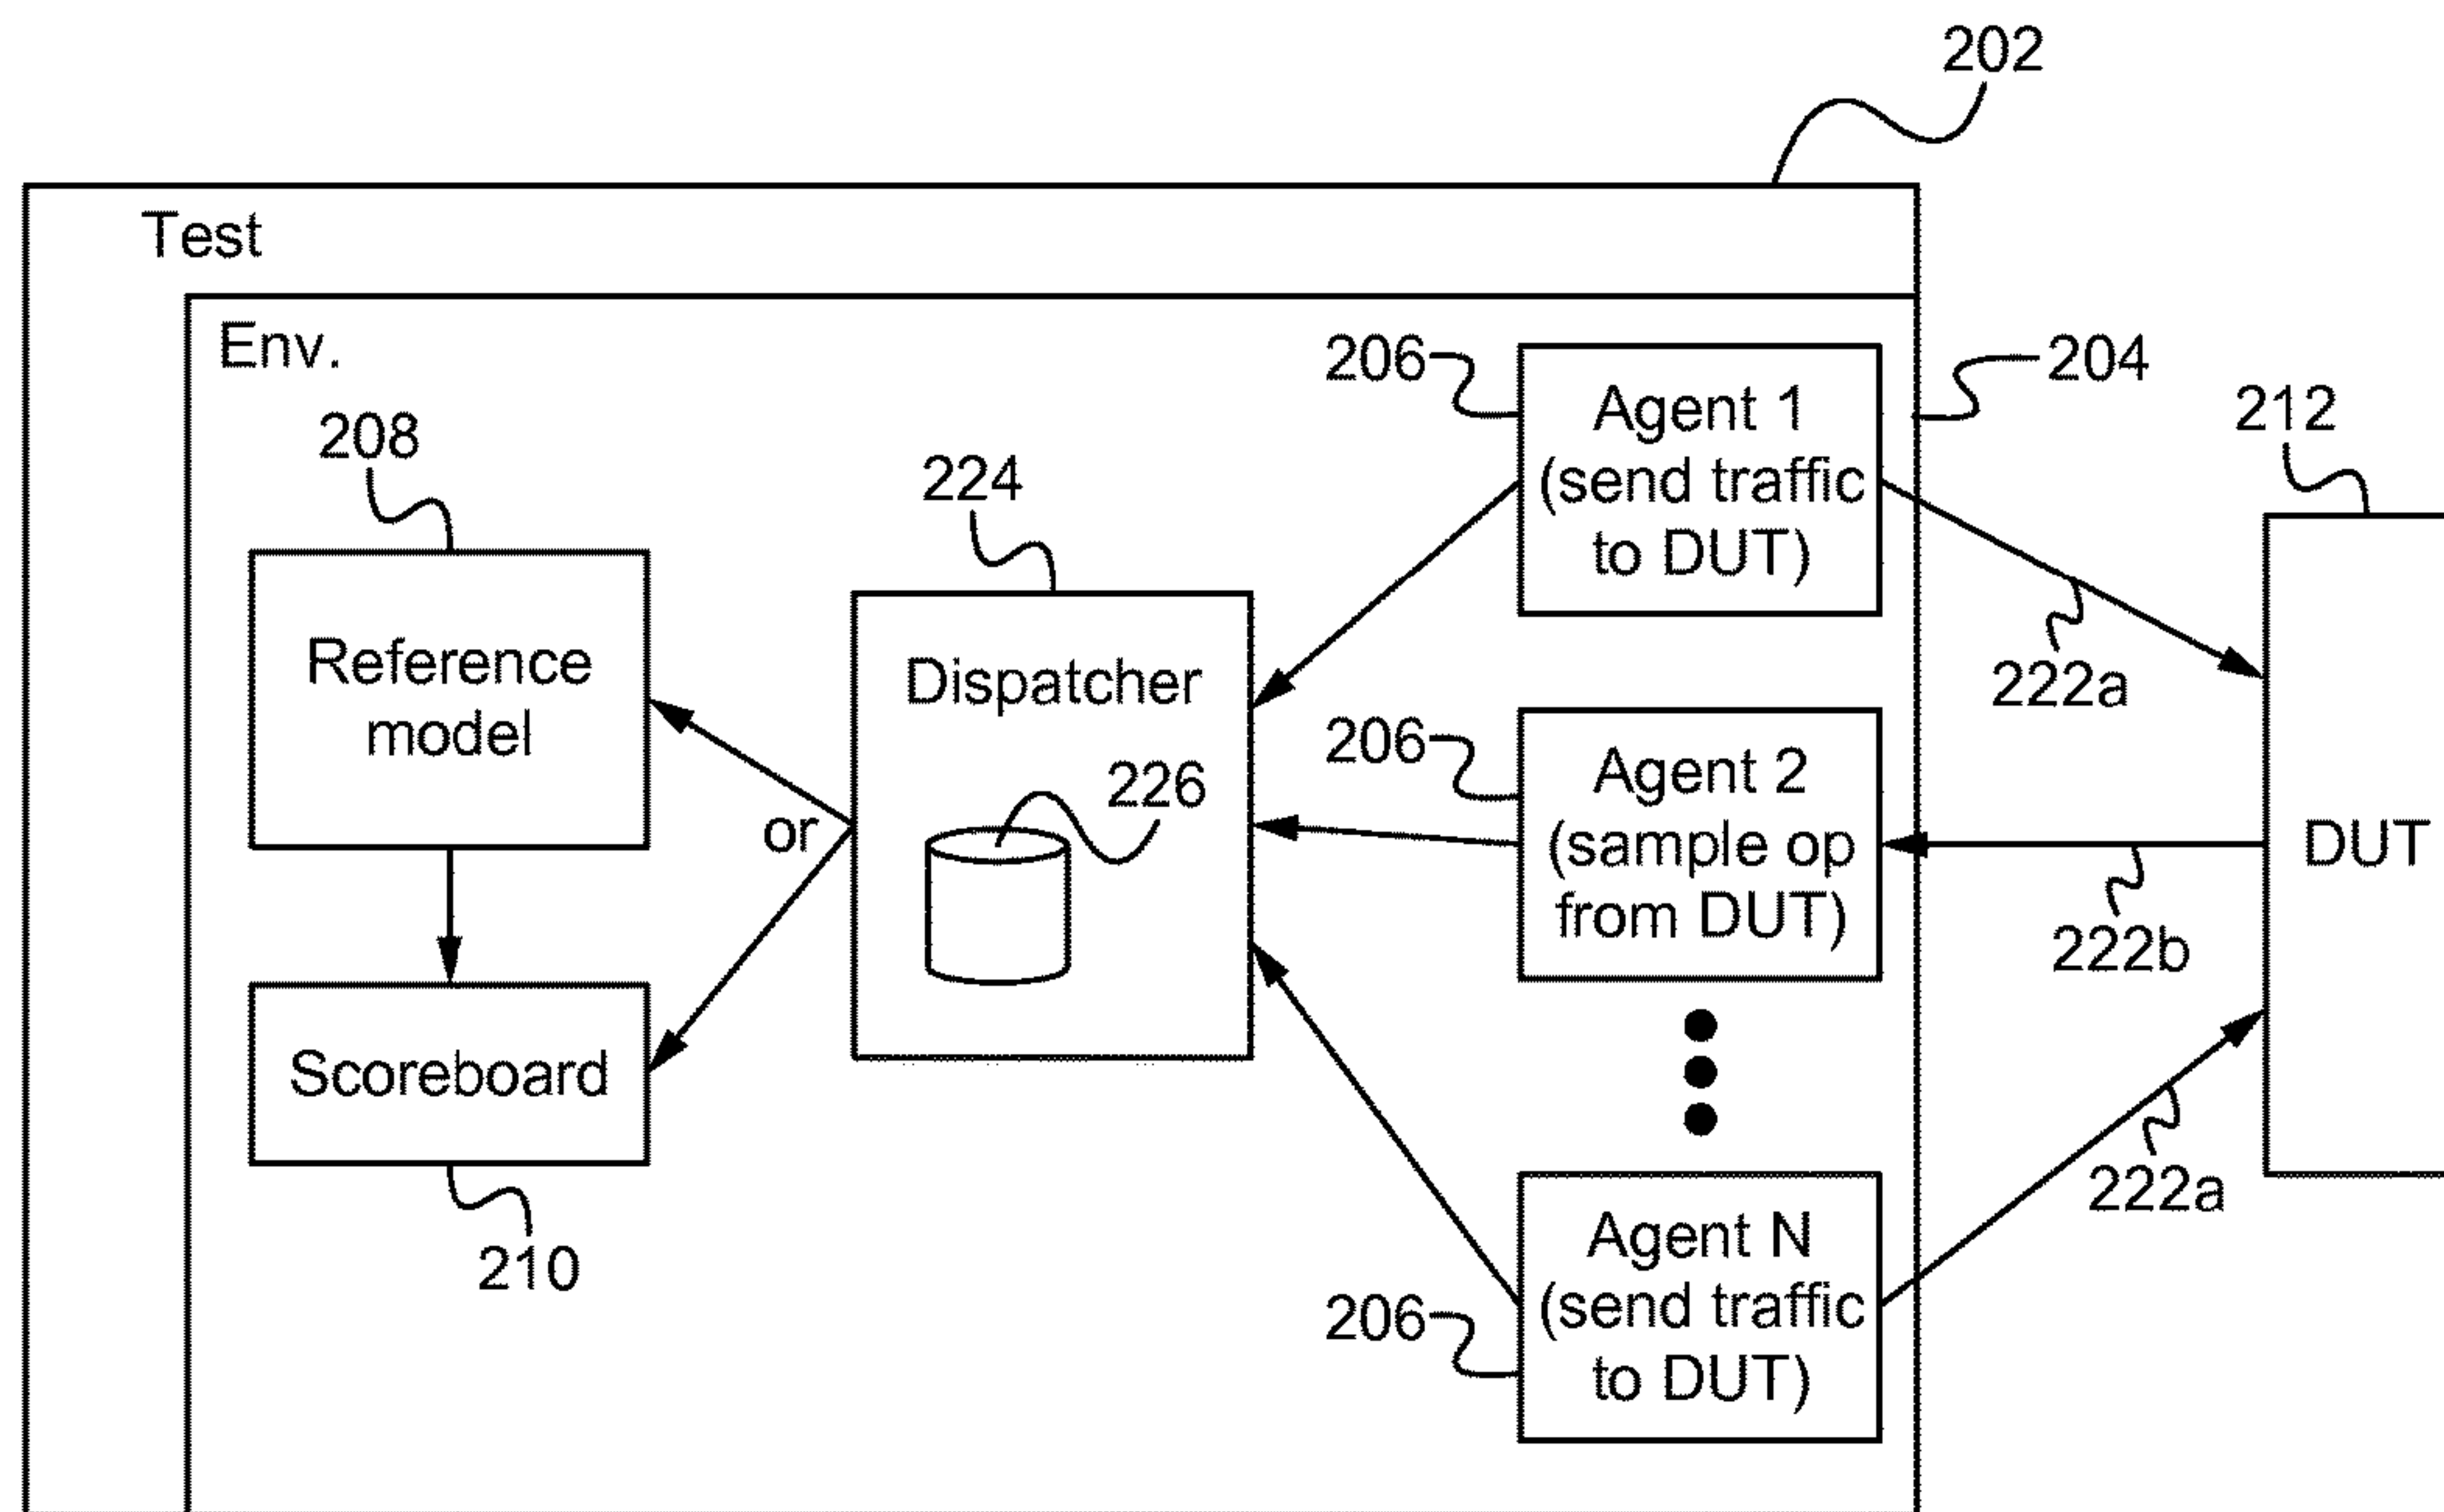 202
Test
Env.
206
Agent 1
(send traffic
to DUT)
204
212
208
224
Reference
model
Dispatcher
222a
206
Agent 2
(sample op
from DUT)
226
or
DUT
222b
Scoreboard
222a
210
Agent N
(send traffic
to DUT)
206